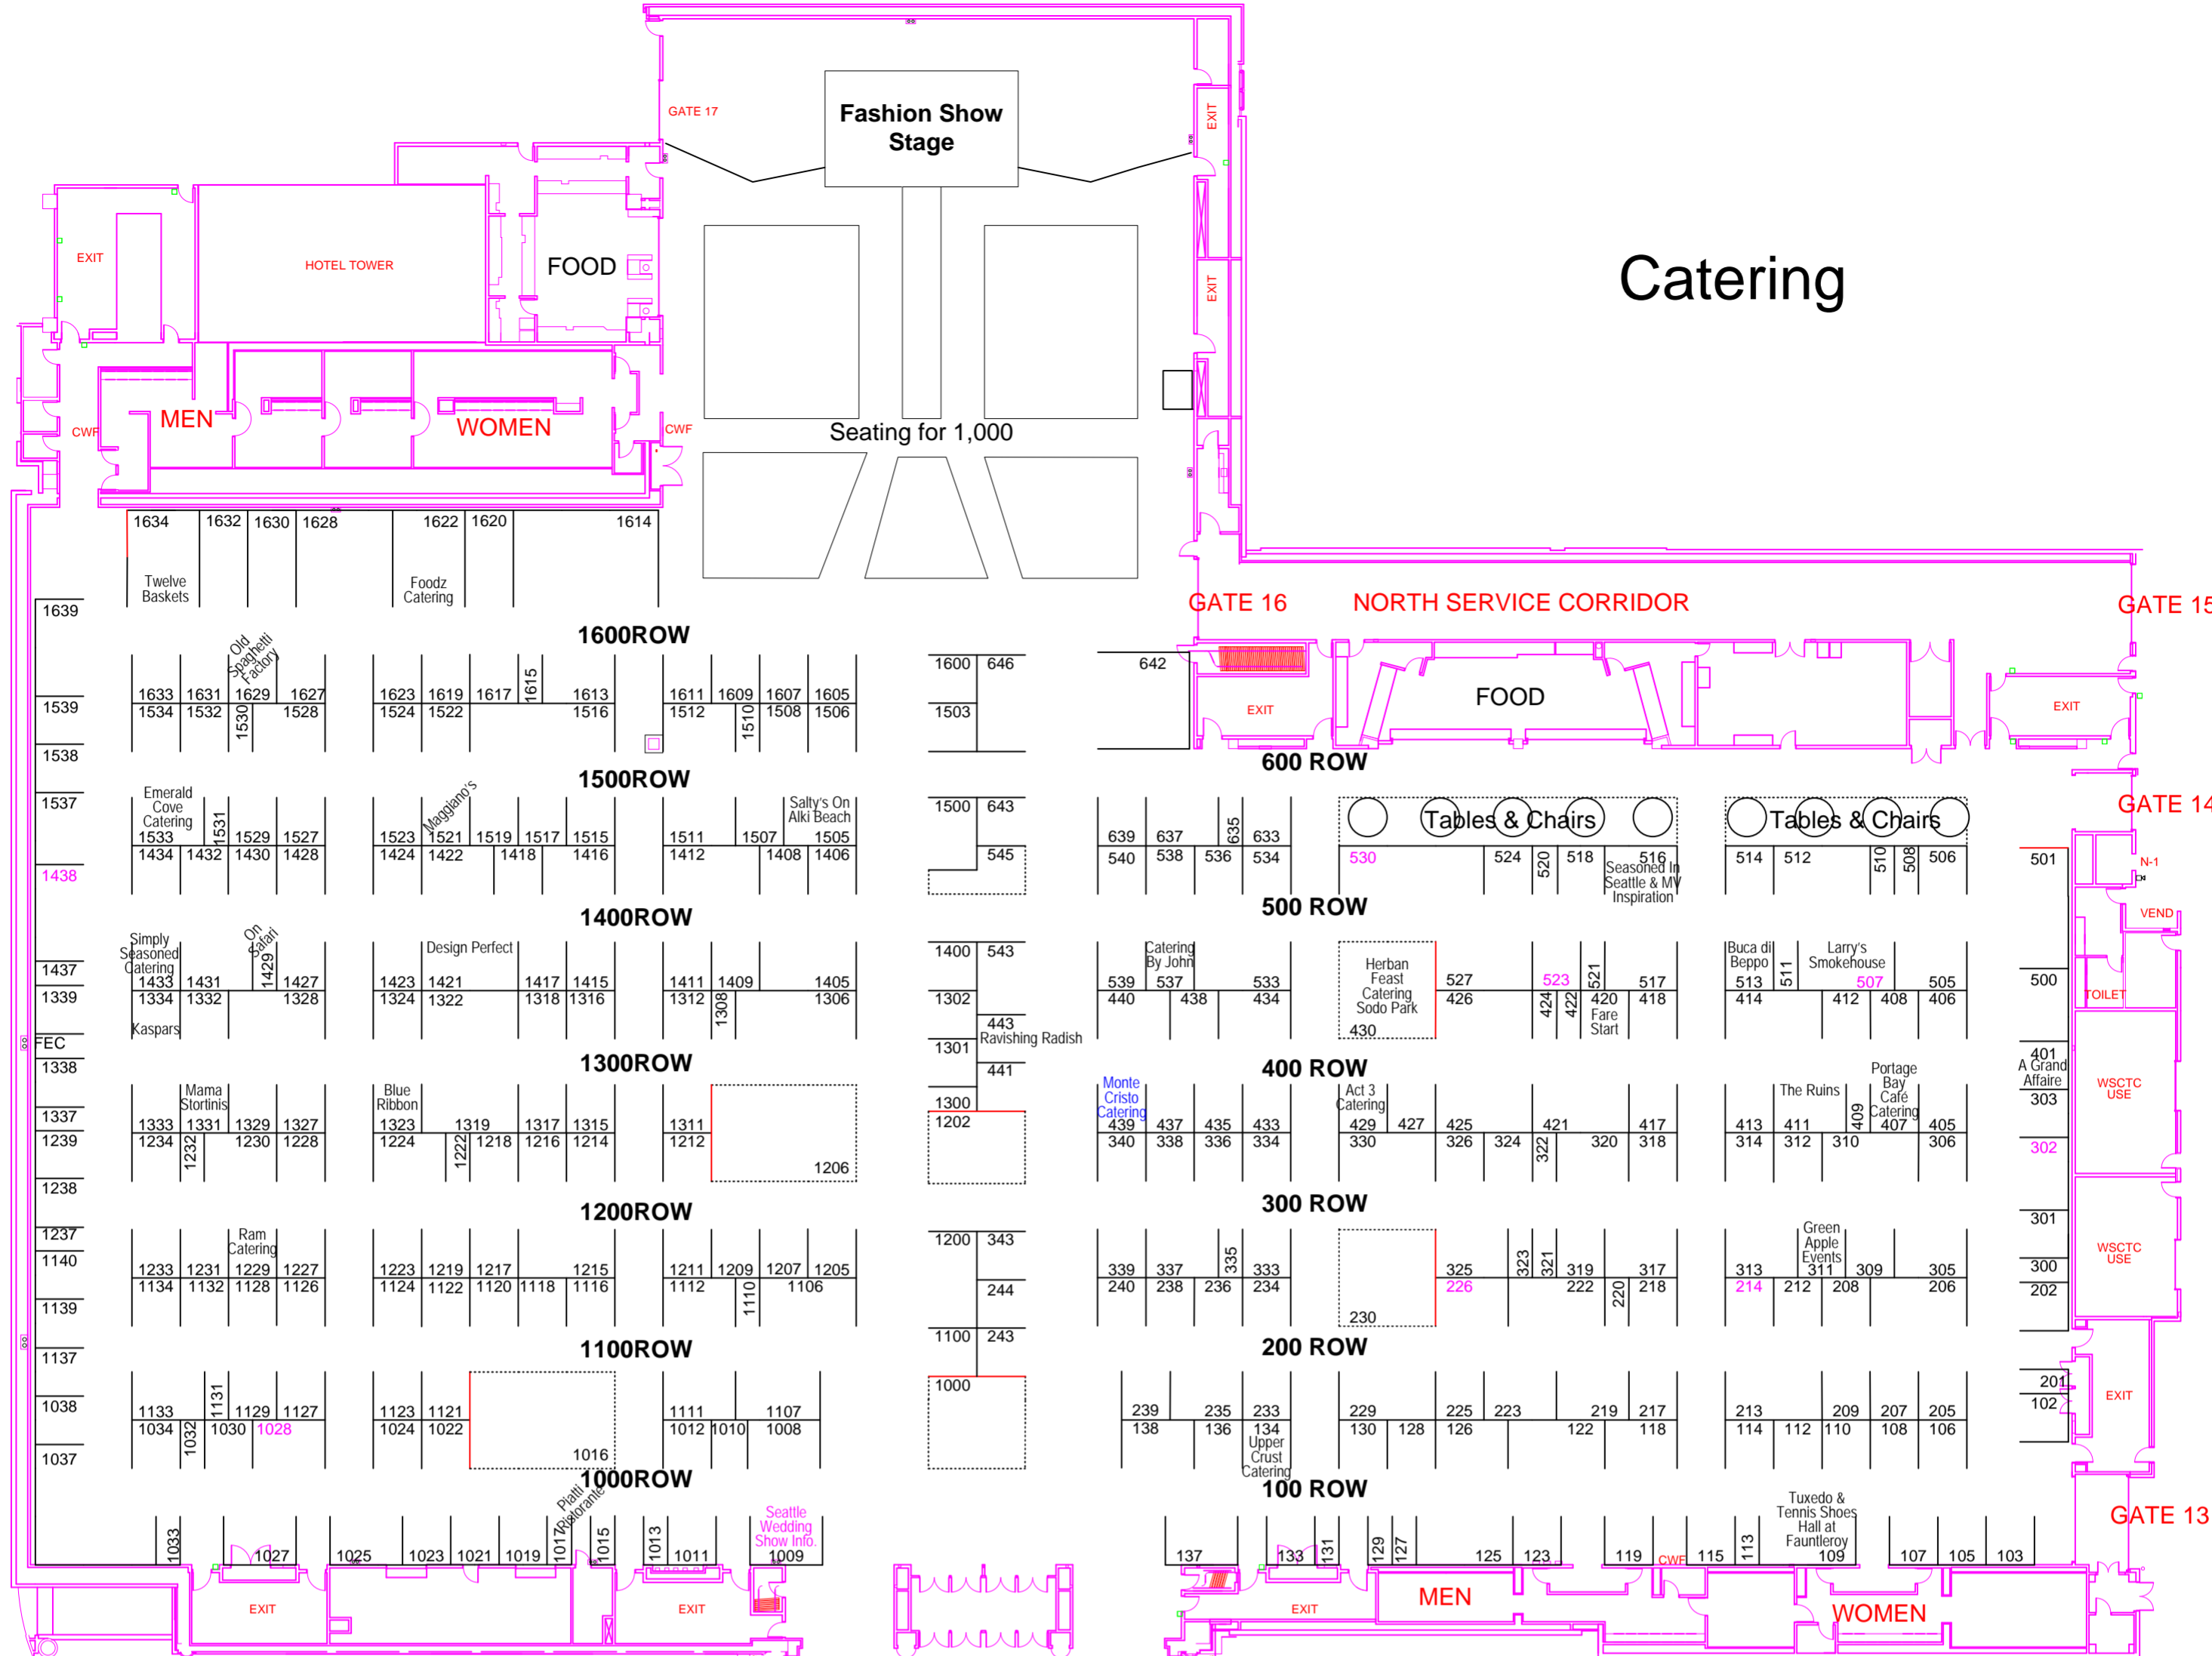 GATE 17
Fashion Show
Stage
EXIT
EXIT
HOTEL TOWER
FOOD
EXIT
Catering
MEN
WOMEN
CWF
CWF
Seating for 1,000
1634 1632 1630 1628 1622 1620 1614
Twelve
Baskets
Foodz
Catering
GATE 16 NORTH SERVICE CORRIDOR GATE 15
1639
1600ROW
Old
Spaghetti
Factory
1633 1631 1629 1627 1623 1619 1617 1615 1613 1611 1609 1607 1605
1600 646 642
1539
1534 1532 1530 1528 1524 1522 1516 1512 1510 1508 1506
1503
FOOD
EXIT
EXIT
1538
1500ROW
600 ROW
1537
Emerald
Cove
Catering
Maggiano's
Salty's On
Alki Beach
1533 1531 1529 1527 1523 1521 1519 1517 1515 1511 1507 1505
1500 643
639 637 635 633
Tables & Chairs
Tables & Chairs
GATE 14
1434 1432 1430 1428 1424 1422 1418 1416 1412 1408 1406
545
540 538 536 534 530 524 520 518 516 514 512 510 508 506
501
N-1
Seasoned In
Seattle & MV
Inspiration
1438
1400ROW
500 ROW
VEND
Simply
Seasoned
Catering
On
Safari
Design Perfect
1433 1431 1429 1427 1423 1421 1417 1415 1411 1409 1405
1400 543
Catering
By John
539 537 533
Herban
Feast
Catering
Sodo Park
430
527 523 521 517
Buca di
Beppo
Larry's
Smokehouse
513 511 507 505
500
TOILET
1437
1339
1334 1332 1328 1324 1322 1318 1316 1312 1308 1306
1302
440 438 434 426 424 422 420 418 414 412 408 406
Kaspars
Fare
Start
443
Ravishing Radish
FEC
1301
1338
1300ROW
441
400 ROW
401
A Grand
Affaire
1300
1337
Mama
Stortinis
Blue
Ribbon
1333 1331 1329 1327 1323 1319 1317 1315 1311
1202
Monte
Cristo
Catering
439 437 435 433
Act 3
Catering
429 427 425 421 417
The Ruins
Portage
Bay
Café
Catering
413 411 409 407 405
303
WSCTC
USE
1239
1234 1232 1230 1228 1224 1222 1218 1216 1214 1212 1206
340 338 336 334 330 326 324 322 320 318 314 312 310 306
302
1238
1200ROW
300 ROW
301
1237
Ram
Catering
1233 1231 1229 1227 1223 1219 1217 1215 1211 1209 1207 1205
1200 343
339 337 335 333 325 323 321 319 317
Green
Apple
Events
313 311 309 305
300
WSCTC
USE
1140
1134 1132 1128 1126 1124 1122 1120 1118 1116 1112 1110 1106
244
240 238 236 234 230 226 222 220 218 214 212 208 206
202
1139
1100ROW
1100 243
200 ROW
1137
1133 1131 1129 1127 1123 1121 1111 1107
1000
239 235 233 229 225 223 219 217 213 209 207 205
201
EXIT
1038
1034 1032 1030 1028 1024 1022 1016 1012 1010 1008
138 136 134 130 128 126 122 118 114 112 110 108 106
102
Upper
Crust
Catering
1037
1000ROW
100 ROW
Piatti
Ristorante
Seattle
Wedding
Show Info.
Tuxedo &
Tennis Shoes
Hall at
Fauntleroy
GATE 13
1033 1027 1025 1023 1021 1019 1017 1015 1013 1011 1009
137 133 131 129 127 125 123 119 CWF 115 113 109 107 105 103
EXIT
EXIT
EXIT
MEN
WOMEN